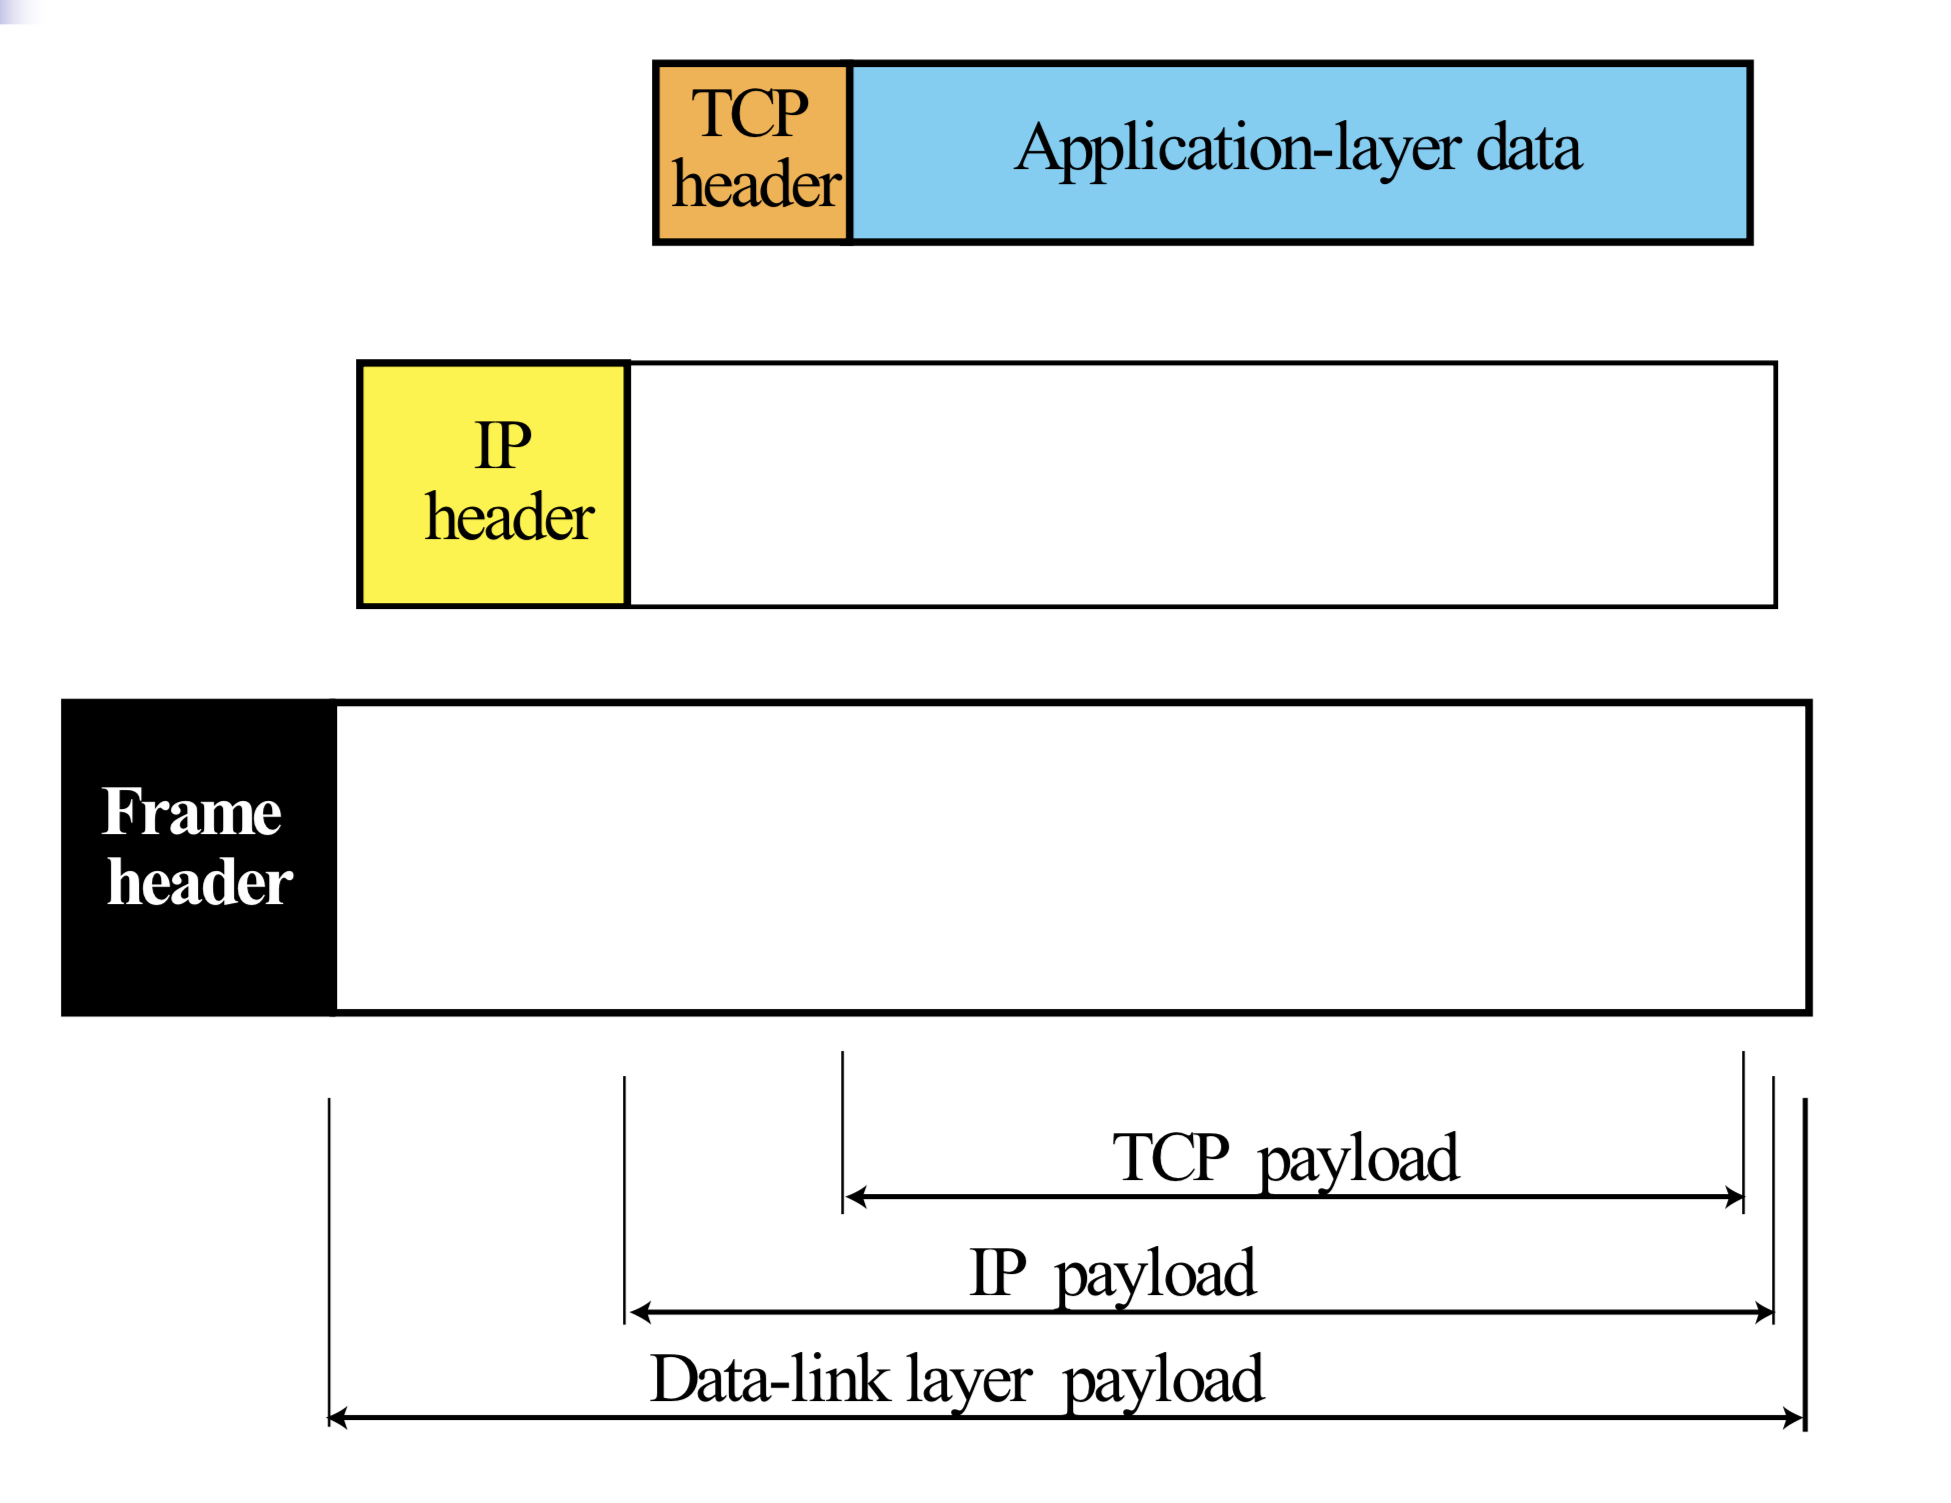 TCP
header
Application-layer data
IP
header
Frame
header
TCP payload
IP payload
Data-link layer payload